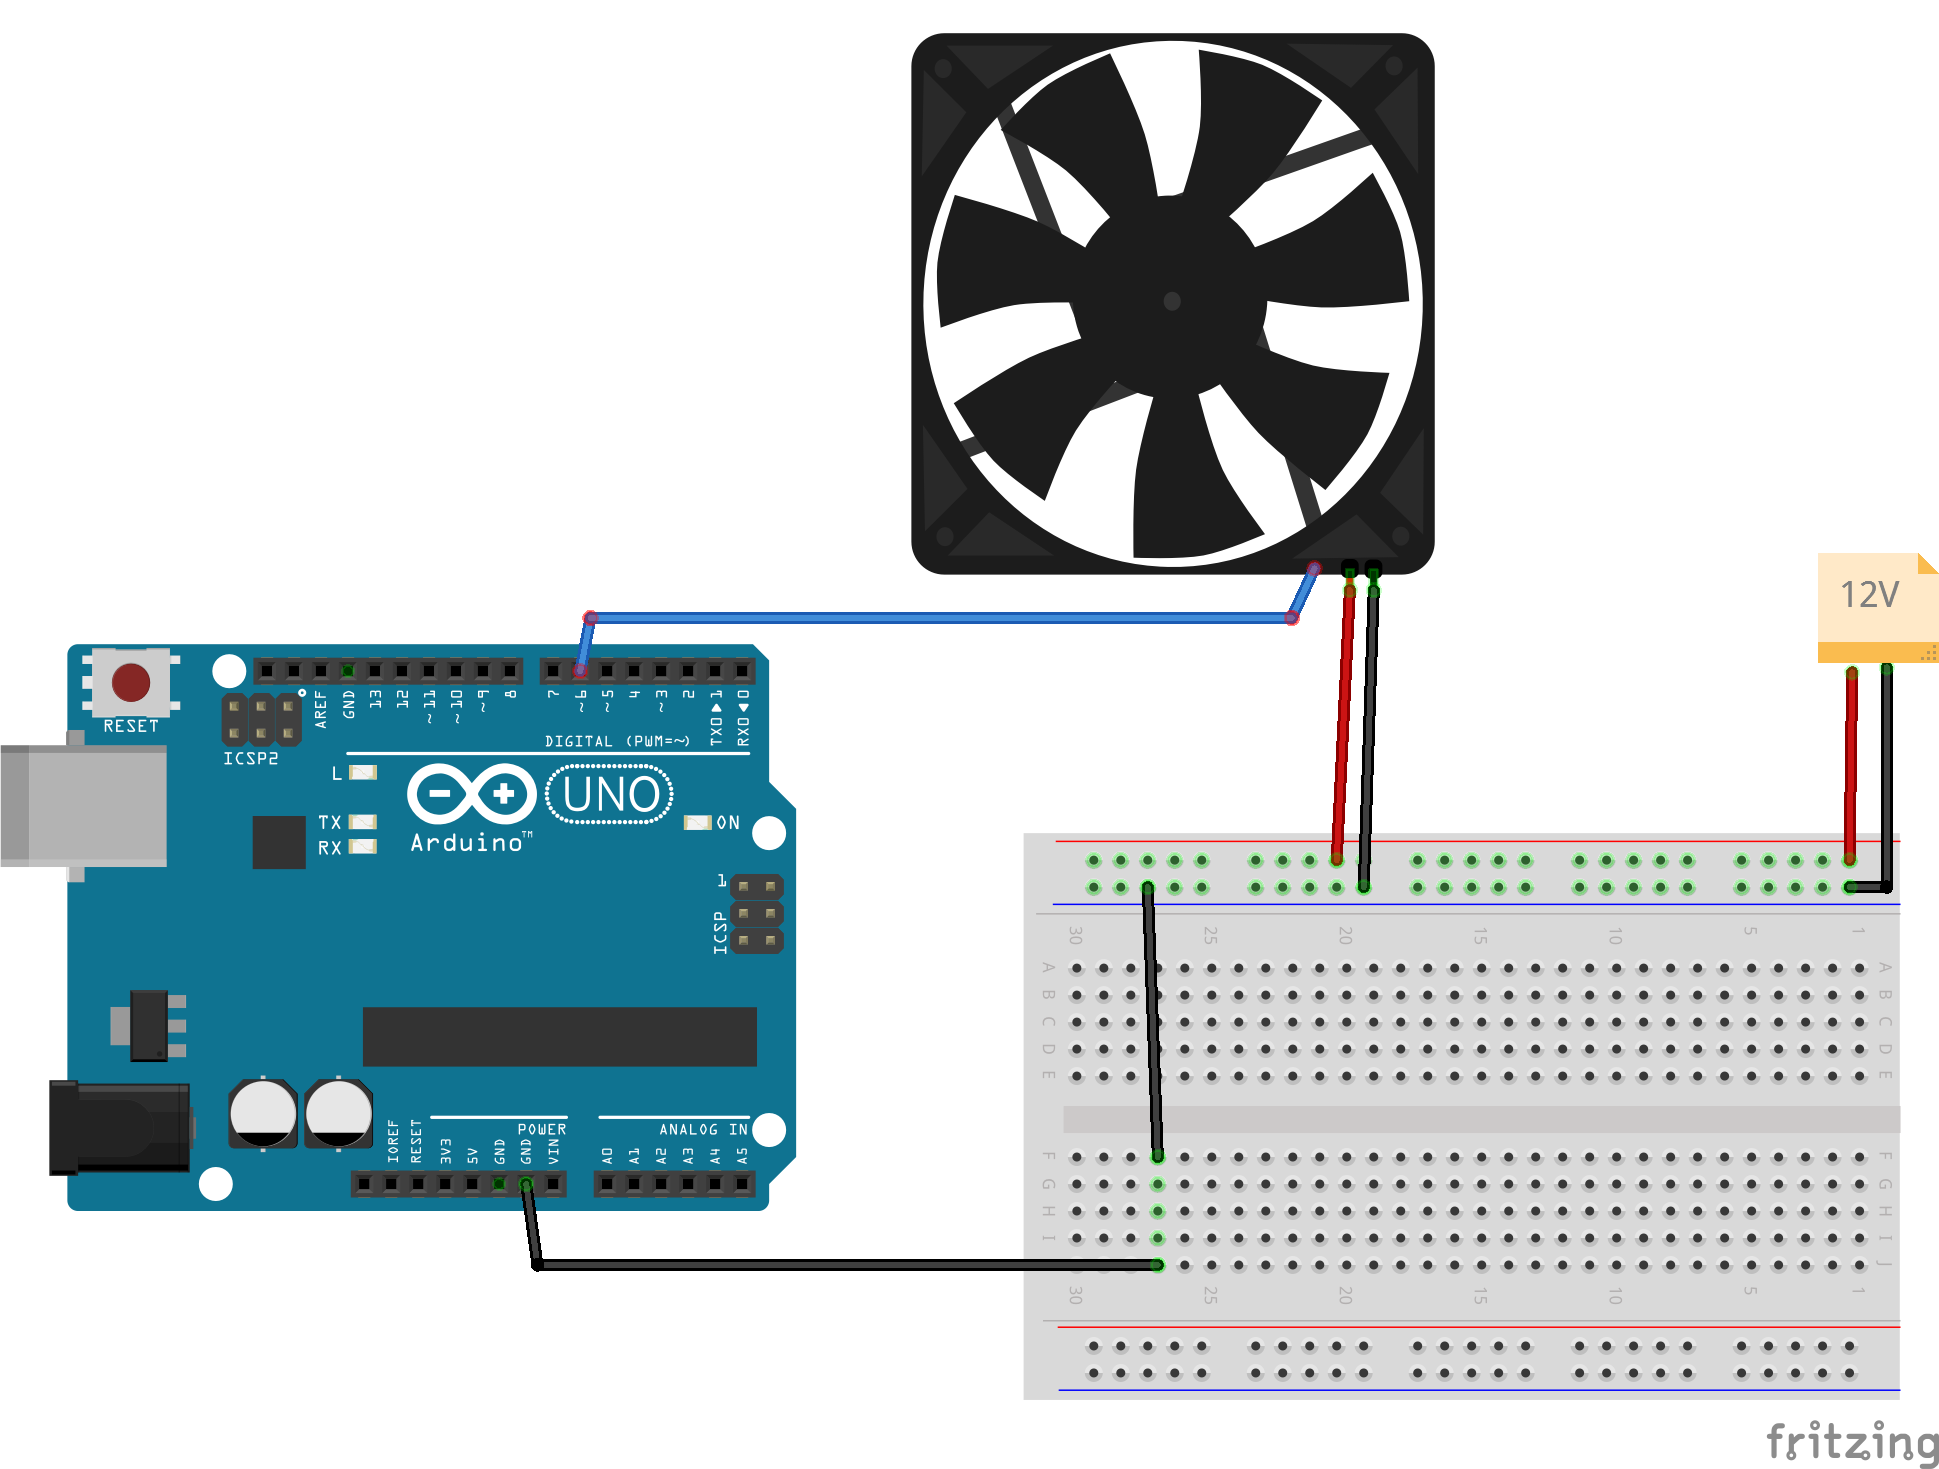 12V
RESET
ICSP2
AREF
GND
13
12
~11
~10
~9
8
7
~6
~5
4
~3
2
TX0▶1
RX0◀0
DIGITAL (PWM=~)
L
TX
RX
Arduino™
UNO
ON
1
ICSP
IOREF
RESET
3V3
5V
GND
GND
VIN
POWER
ANALOG IN
A0
A1
A2
A3
A4
A5
30 25 20 15 10 5 1
A A
B B
C C
D D
E E
F F
G G
H H
I I
J J
30 25 20 15 10 5 1
fritzing